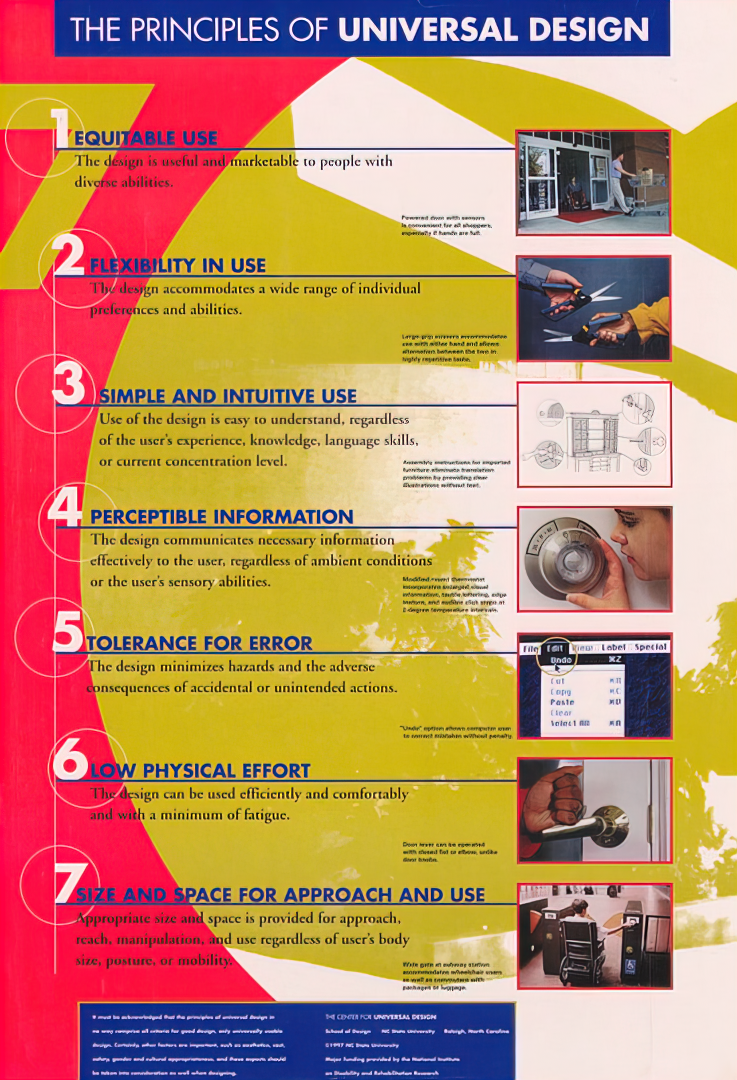 THE PRINCIPLES OF UNIVERSAL DESIGN
7
1
EQUITABLE USE
The design is useful and marketable to people with
diverse abilities.
Powered door with sensors
is convenient for all shoppers,
especially if hands are full.
2
FLEXIBILITY IN USE
The design accommodates a wide range of individual
preferences and abilities.
Large grip scissors accommodates
use with either hand and allows
alternation between the two in
highly repetitive tasks.
3
SIMPLE AND INTUITIVE USE
Use of the design is easy to understand, regardless
of the user's experience, knowledge, language skills,
or current concentration level.
Assembly instructions for imported
furniture eliminate translation
problems by providing clear
illustrations without text.
4
PERCEPTIBLE INFORMATION
The design communicates necessary information
effectively to the user, regardless of ambient conditions
or the user's sensory abilities.
Modified round thermostat
incorporates enlarged visual
information, tactile lettering, edge
texture, and audible click stops at
2-degree temperature intervals.
5
TOLERANCE FOR ERROR
The design minimizes hazards and the adverse
consequences of accidental or unintended actions.
"Undo" option allows computer user
to correct mistakes without penalty.
File Edit View Label Special
Undo ⌘Z
Cut
Copy ⌘C
Paste
Clear
Select All
6
LOW PHYSICAL EFFORT
The design can be used efficiently and comfortably
and with a minimum of fatigue.
Door lever can be operated
with closed fist or elbow, unlike
door knobs.
7
SIZE AND SPACE FOR APPROACH AND USE
Appropriate size and space is provided for approach,
reach, manipulation, and use regardless of user's body
size, posture, or mobility.
Wide gate at subway station
accommodates wheelchair users
as well as commuters with
packages or luggage.
It must be acknowledged that the principles of universal design in
no way comprise all criteria for good design, only universally usable
design. Certainly, other factors are important, such as aesthetics, cost,
safety, gender and cultural appropriateness, and these aspects should
be taken into consideration as well when designing.
THE CENTER FOR UNIVERSAL DESIGN
School of Design NC State University Raleigh, North Carolina
©1997 NC State University
Major funding provided by the National Institute
on Disability and Rehabilitation Research